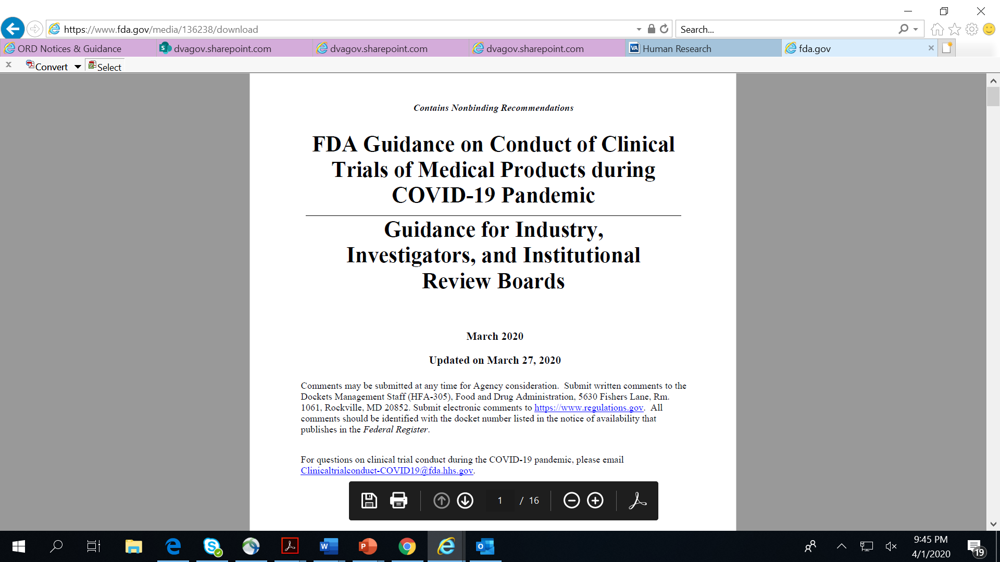 https://www.fda.gov/media/136238/download
Search...
ORD Notices & Guidance
dvagov.sharepoint.com
dvagov.sharepoint.com
dvagov.sharepoint.com
VA
Human Research
fda.gov
Convert
Select
Contains Nonbinding Recommendations
FDA Guidance on Conduct of Clinical
Trials of Medical Products during
COVID-19 Pandemic
Guidance for Industry,
Investigators, and Institutional
Review Boards
March 2020
Updated on March 27, 2020
Comments may be submitted at any time for Agency consideration.  Submit written comments to the
Dockets Management Staff (HFA-305), Food and Drug Administration, 5630 Fishers Lane, Rm.
1061, Rockville, MD 20852. Submit electronic comments to https://www.regulations.gov.  All
comments should be identified with the docket number listed in the notice of availability that
publishes in the Federal Register.
For questions on clinical trial conduct during the COVID-19 pandemic, please email
Clinicaltrialconduct-COVID19@fda.hhs.gov.
1 / 16
9:45 PM
4/1/2020
19